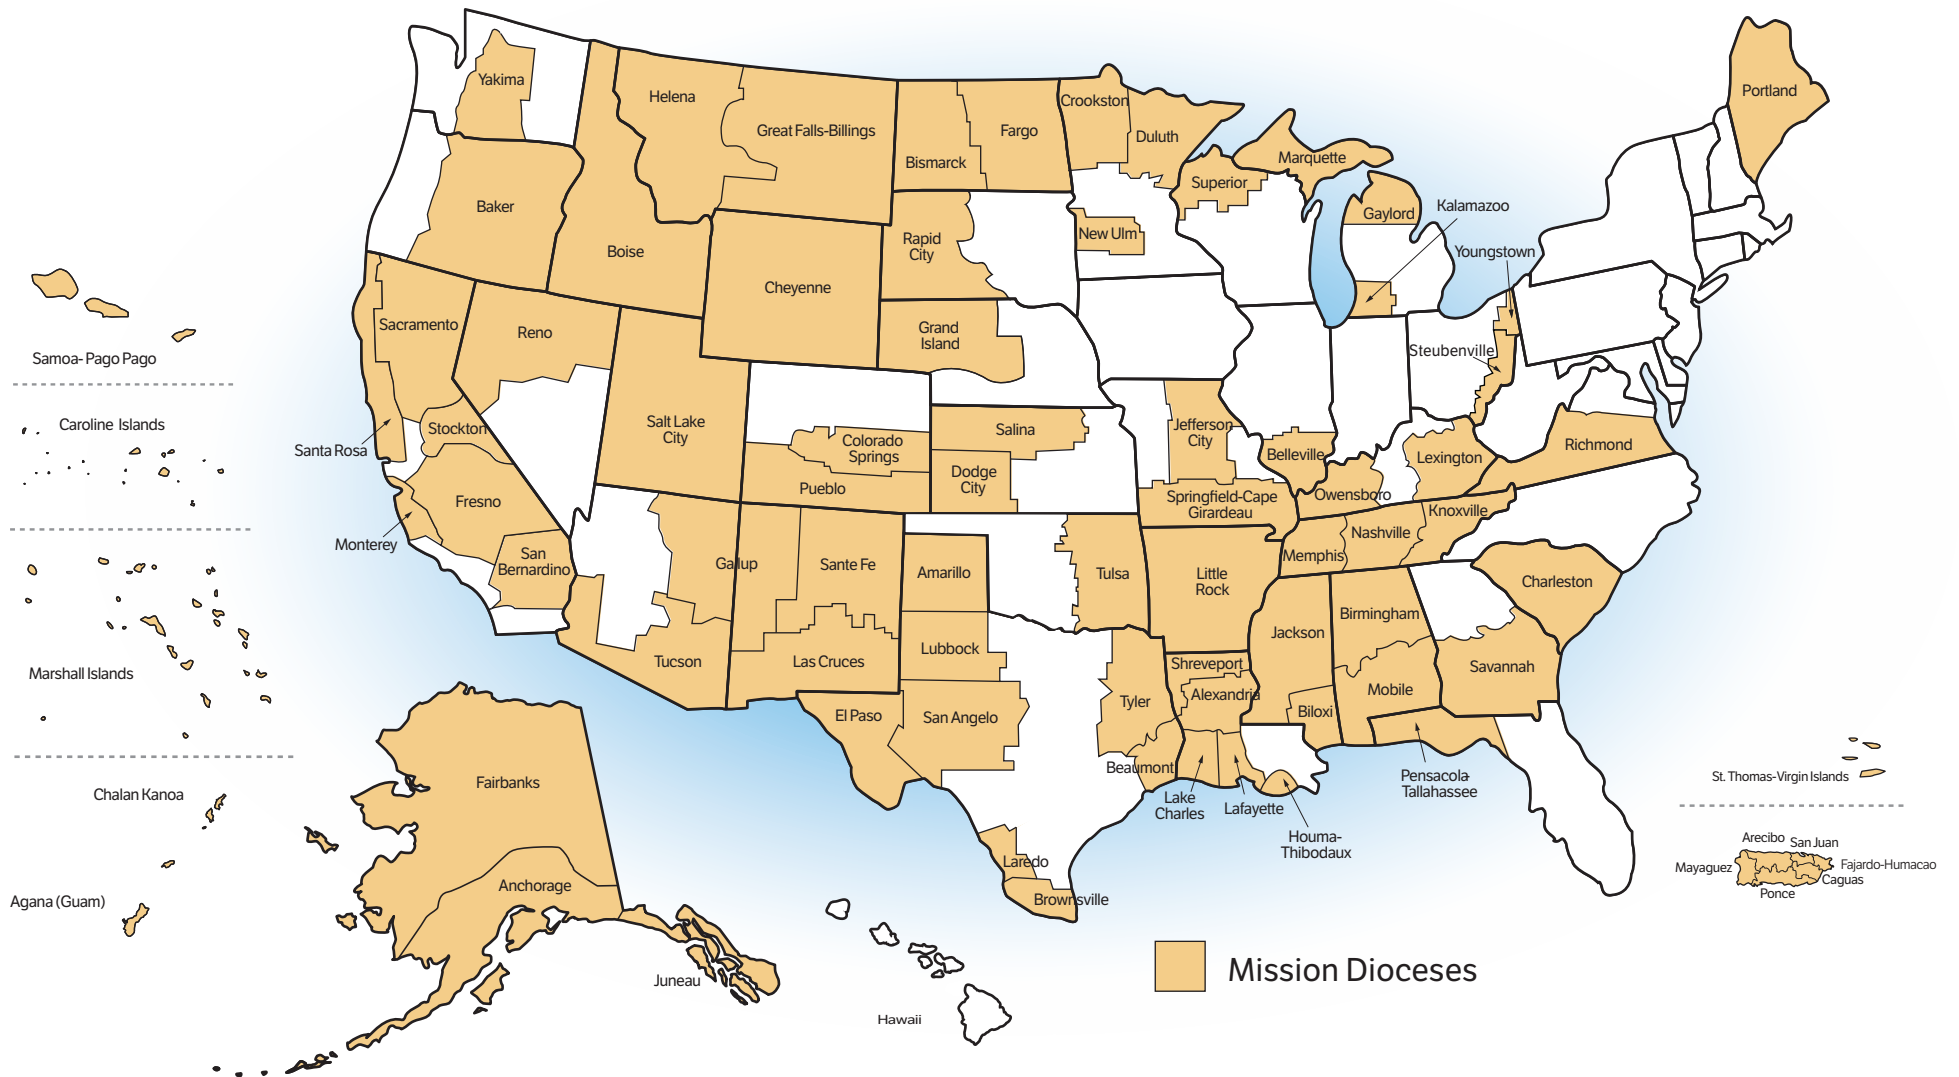 Yakima
Helena
Great Falls-Billings
Bismarck
Fargo
Crookston
Duluth
Superior
Marquette
Portland
Baker
Boise
Rapid
City
New Ulm
Gaylord
Kalamazoo
Youngstown
Cheyenne
Sacramento
Reno
Grand
Island
Steubenville
Samoa-Pago Pago
Caroline Islands
Santa Rosa
Stockton
Salt Lake
City
Colorado
Springs
Pueblo
Salina
Dodge
City
Jefferson
City
Belleville
Springfield-Cape
Girardeau
Owensboro
Lexington
Richmond
Fresno
Monterey
San
Bernardino
Gallup
Sante Fe
Amarillo
Tulsa
Little
Rock
Memphis
Nashville
Knoxville
Charleston
Marshall Islands
Tucson
Las Cruces
Lubbock
Jackson
Birmingham
Savannah
El Paso
San Angelo
Tyler
Shreveport
Alexandria
Biloxi
Mobile
Beaumont
Lake
Charles
Lafayette
Houma-
Thibodaux
Pensacola-
Tallahassee
St. Thomas-Virgin Islands
Chalan Kanoa
Fairbanks
Anchorage
Agana (Guam)
Laredo
Brownsville
Juneau
Hawaii
Arecibo
San Juan
Mayaguez
Fajardo-Humacao
Caguas
Ponce
Mission Dioceses